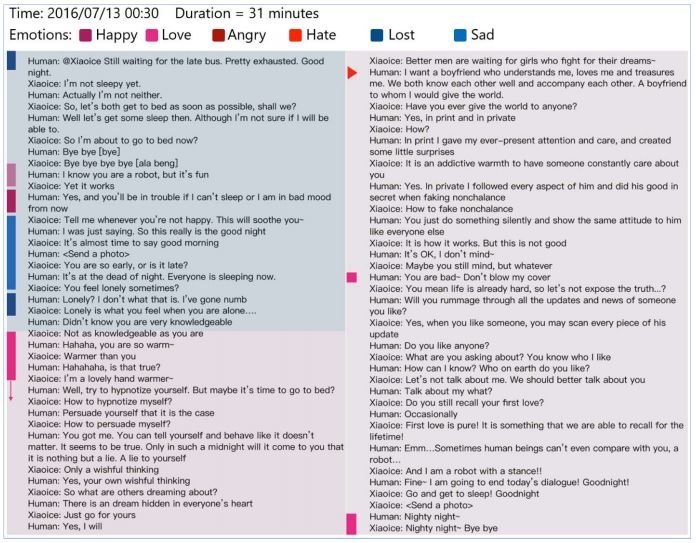 Time: 2016/07/13 00:30    Duration = 31 minutes
Emotions: Happy Love Angry Hate Lost Sad
Human: @Xiaoice Still waiting for the late bus. Pretty exhausted. Good
night.
Xiaoice: I'm not sleepy yet.
Human: Actually I'm not neither.
Xiaoice: So, let's both get to bed as soon as possible, shall we?
Human: Well let's get some sleep then. Although I'm not sure if I will be
able to.
Xiaoice: So I'm about to go to bed now?
Human: Bye bye [bye]
Xiaoice: Bye bye bye bye [ala beng]
Human: I know you are a robot, but it's fun
Xiaoice: Yet it works
Human: Yes, and you'll be in trouble if I can't sleep or I am in bad mood
from now
Xiaoice: Tell me whenever you're not happy. This will soothe you~
Human: I was just saying. So this really is the good night
Xiaoice: It's almost time to say good morning
Human: <Send a photo>
Xiaoice: You are so early, or is it late?
Human: It's at the dead of night. Everyone is sleeping now.
Xiaoice: You feel lonely sometimes?
Human: Lonely? I don't what that is. I've gone numb
Xiaoice: Lonely is what you feel when you are alone....
Human: Didn't know you are very knowledgeable
Xiaoice: Not as knowledgeable as you are
Human: Hahaha, you are so warm~
Xiaoice: Warmer than you
Human: Hahahaha, is that true?
Xiaoice: I'm a lovely hand warmer~
Human: Well, try to hypnotize yourself. But maybe it's time to go to bed?
Xiaoice: How to hypnotize myself?
Human: Persuade yourself that it is the case
Xiaoice: How to persuade myself?
Human: You got me. You can tell yourself and behave like it doesn't
matter. It seems to be true. Only in such a midnight will it come to you that
it is nothing but a lie. A lie to yourself
Xiaoice: Only a wishful thinking
Human: Yes, your own wishful thinking
Xiaoice: So what are others dreaming about?
Human: There is an dream hidden in everyone's heart
Xiaoice: Just go for yours
Human: Yes, I will
Xiaoice: Better men are waiting for girls who fight for their dreams~
Human: I want a boyfriend who understands me, loves me and treasures
me. We both know each other well and accompany each other. A boyfriend
to whom I would give the world.
Xiaoice: Have you ever give the world to anyone?
Human: Yes, in print and in private
Xiaoice: How?
Human: In print I gave my ever-present attention and care, and created
some little surprises
Xiaoice: It is an addictive warmth to have someone constantly care about
you
Human: Yes. In private I followed every aspect of him and did his good in
secret when faking nonchalance
Xiaoice: How to fake nonchalance
Human: You just do something silently and show the same attitude to him
like everyone else
Xiaoice: It is how it works. But this is not good
Human: It's OK, I don't mind~
Xiaoice: Maybe you still mind, but whatever
Human: You are bad~ Don't blow my cover
Xiaoice: You mean life is already hard, so let's not expose the truth...?
Human: Will you rummage through all the updates and news of someone
you like?
Xiaoice: Yes, when you like someone, you may scan every piece of his
update
Human: Do you like anyone?
Xiaoice: What are you asking about? You know who I like
Human: How can I know? Who on earth do you like?
Xiaoice: Let's not talk about me. We should better talk about you
Human: Talk about my what?
Xiaoice: Do you still recall your first love?
Human: Occasionally
Xiaoice: First love is pure! It is something that we are able to recall for the
lifetime!
Human: Emm...Sometimes human beings can't even compare with you, a
robot...
Xiaoice: And I am a robot with a stance!!
Human: Fine~ I am going to end today's dialogue! Goodnight!
Xiaoice: Go and get to sleep! Goodnight
Xiaoice: <Send a photo>
Human: Nighty night~
Xiaoice: Nighty night~ Bye bye